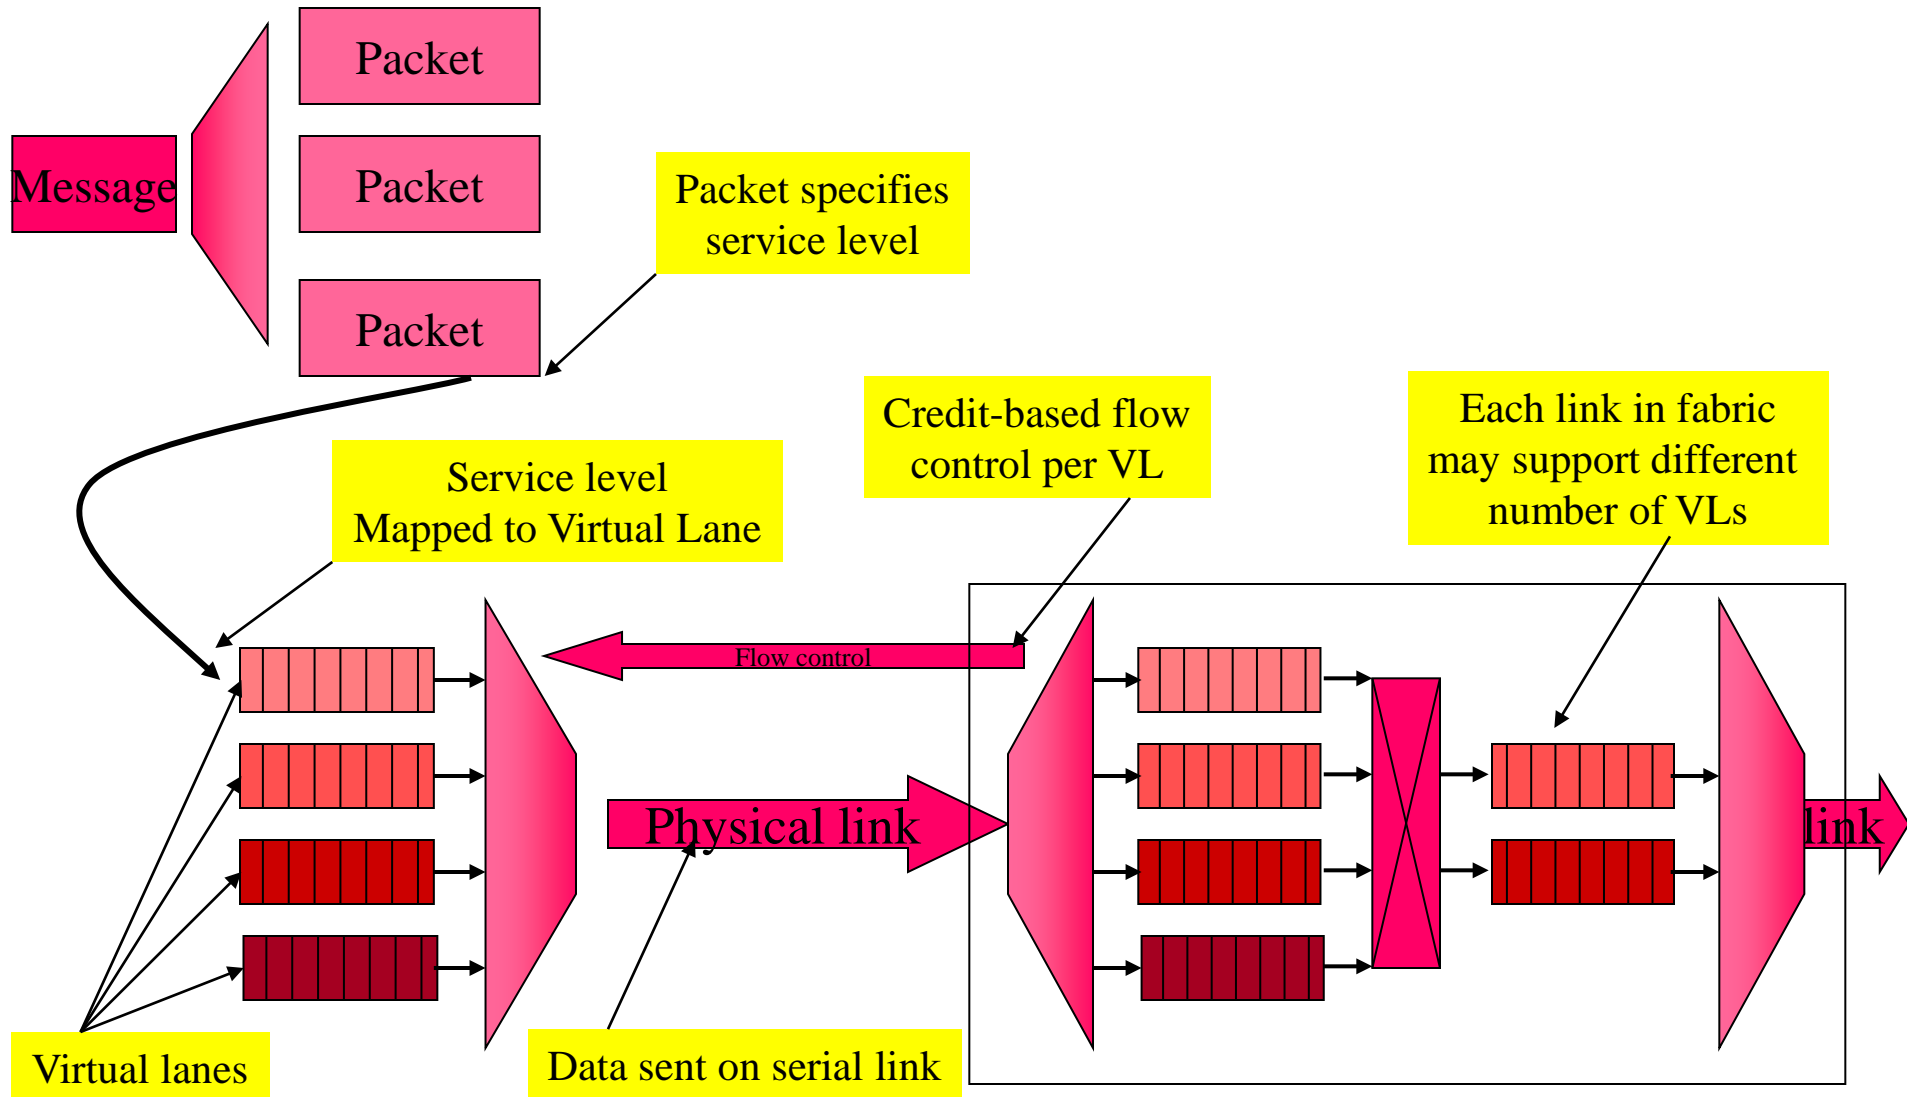 Packet
Message
Packet
Packet specifies
service level
Packet
Credit-based flow
control per VL
Each link in fabric
may support different
number of VLs
Service level
Mapped to Virtual Lane
Flow control
Physical link
link
Virtual lanes
Data sent on serial link